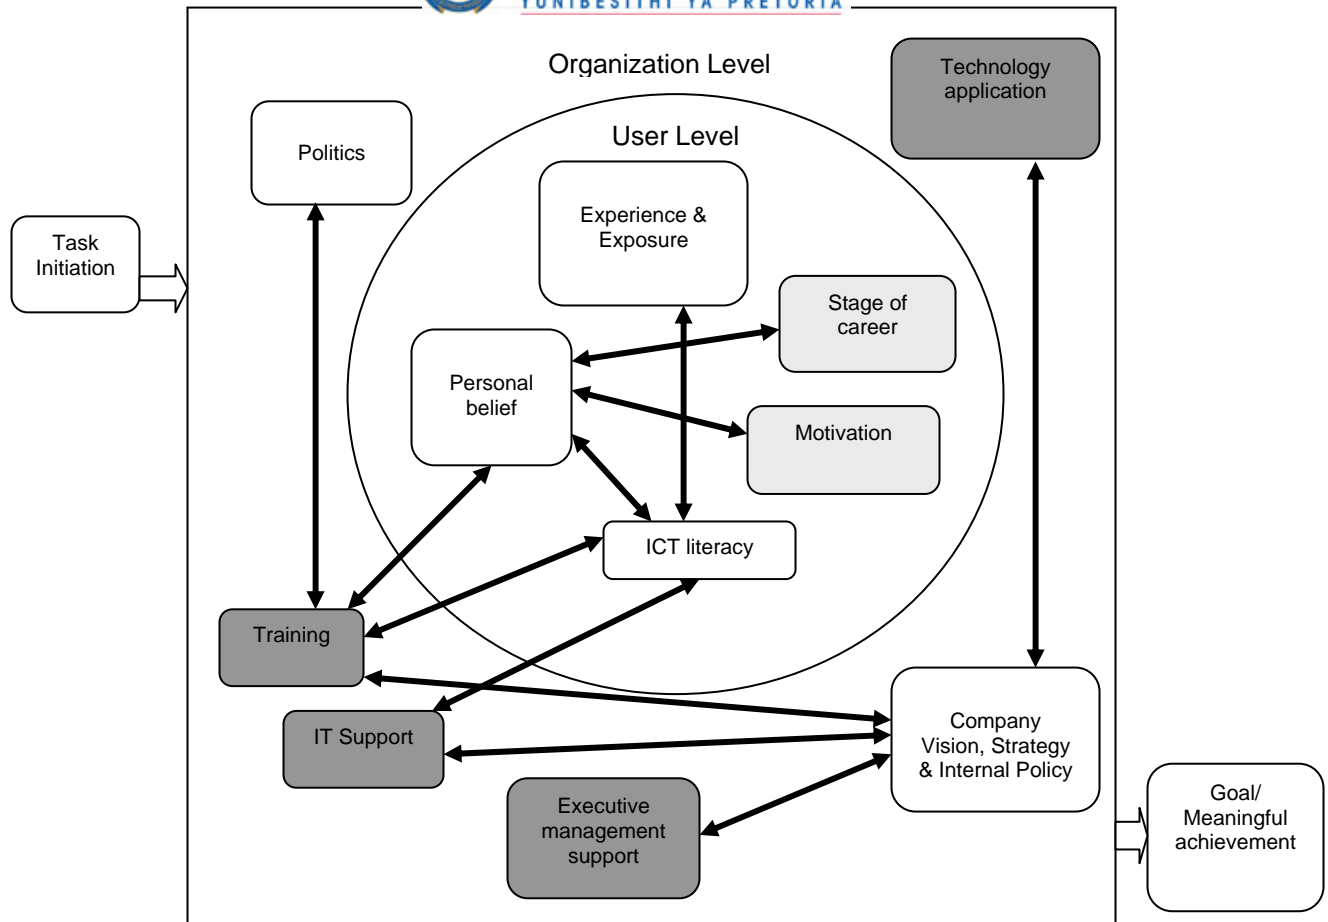 YUNIBESITHI YA PRETORIA
Organization Level
Technology
application
User Level
Politics
Experience &
Exposure
Task
Initiation
Stage of
career
Personal
belief
Motivation
ICT literacy
Training
IT Support
Company
Vision, Strategy
& Internal Policy
Executive
management
support
Goal/
Meaningful
achievement